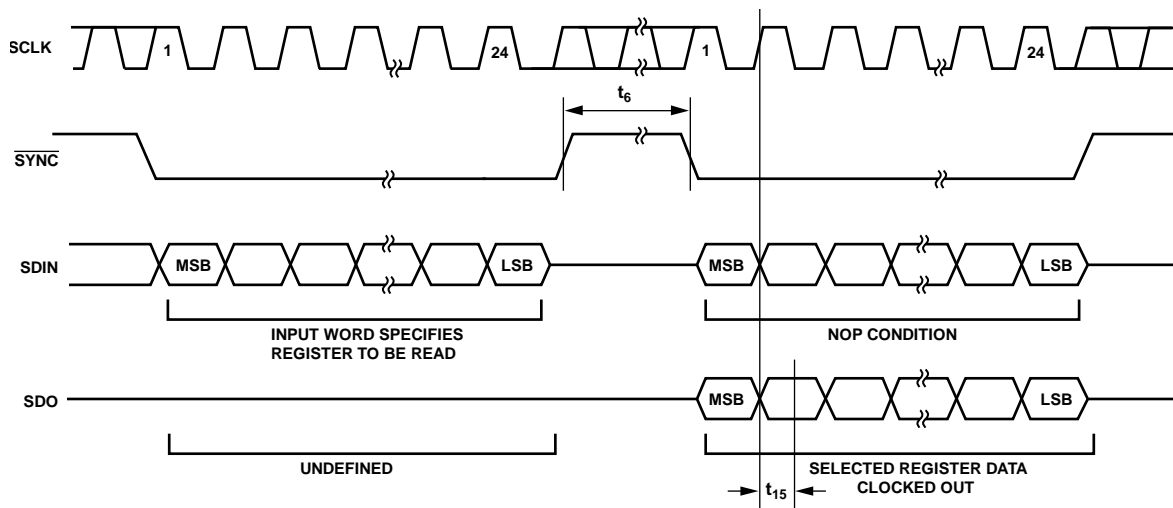 SCLK
1
24
1
24
t6
SYNC
SDIN
MSB
LSB
MSB
LSB
INPUT WORD SPECIFIES
REGISTER TO BE READ
NOP CONDITION
SDO
MSB
LSB
UNDEFINED
SELECTED REGISTER DATA
CLOCKED OUT
t15